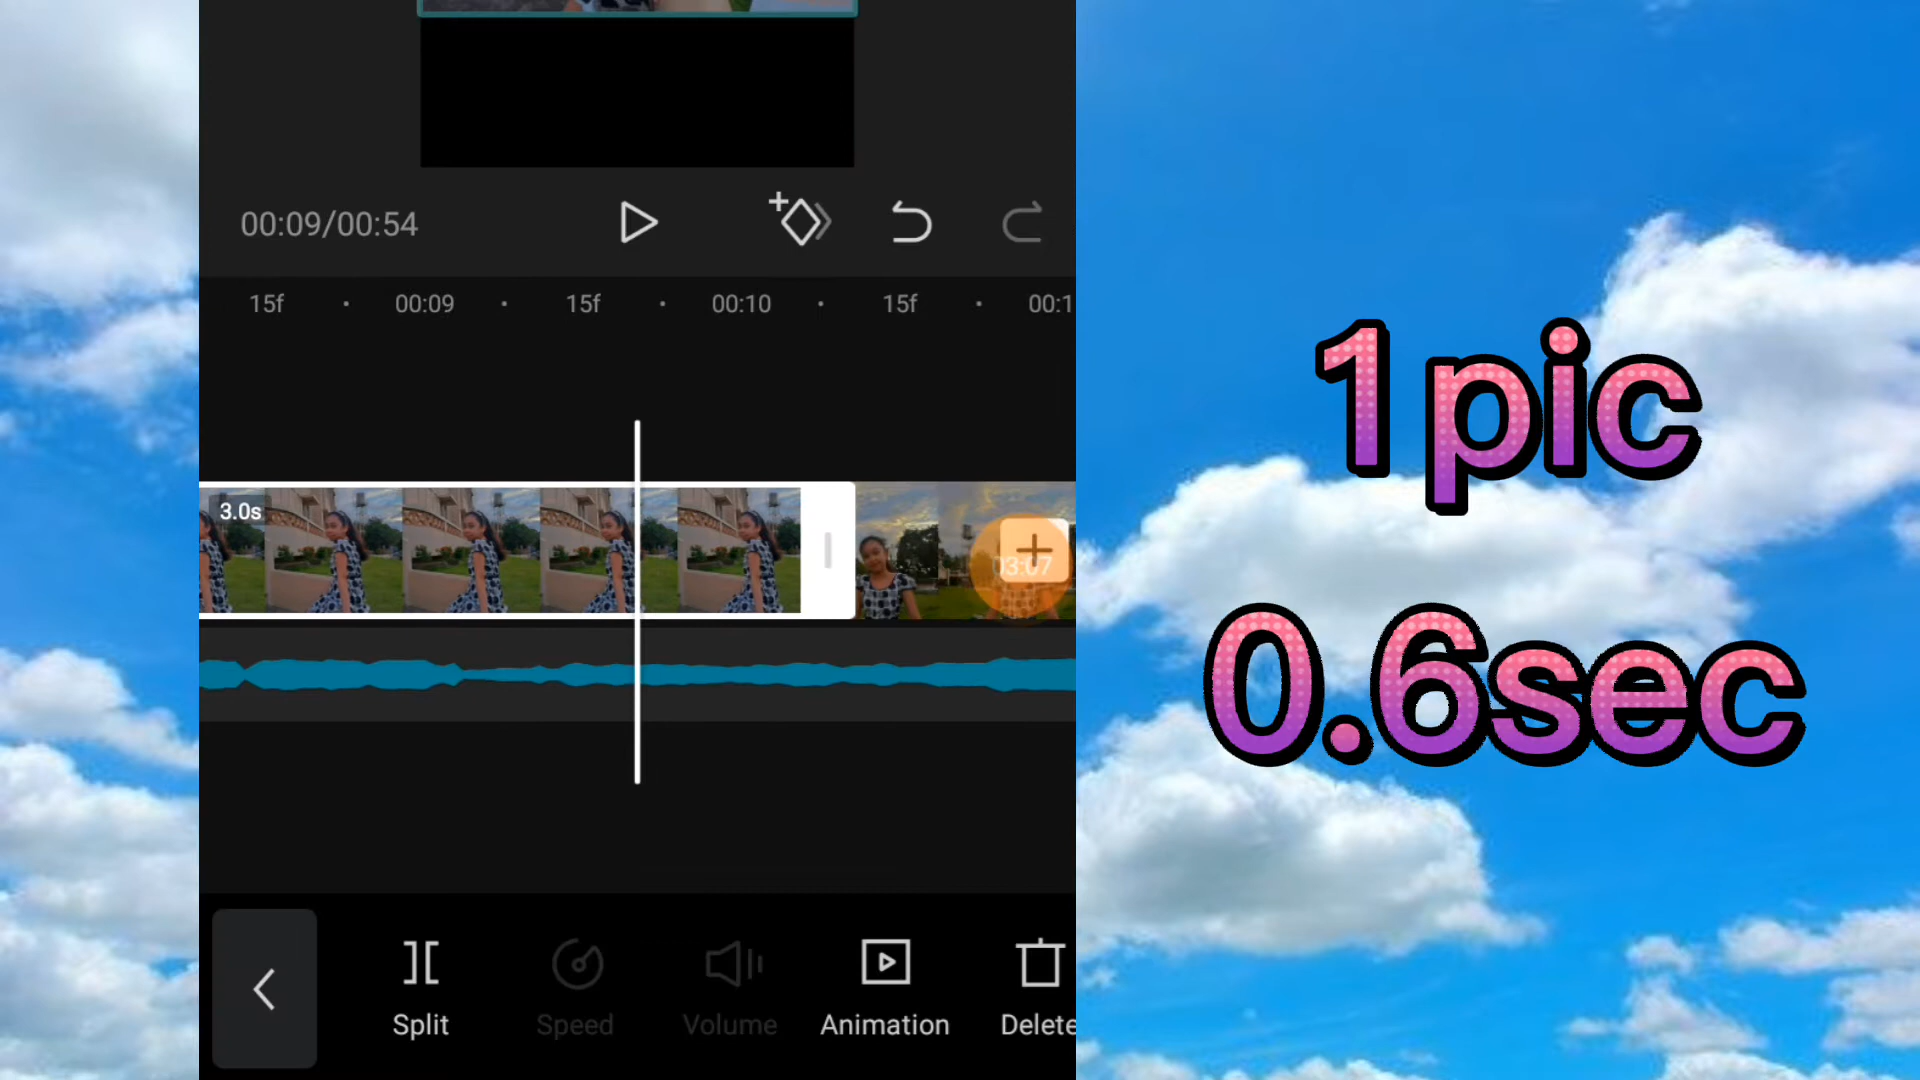 00:09/00:54
15f
00:09
15f
00:10
15f
00:1
3.0s
03:07
Split
Speed
Volume
Animation
Delete
1pic
0.6sec